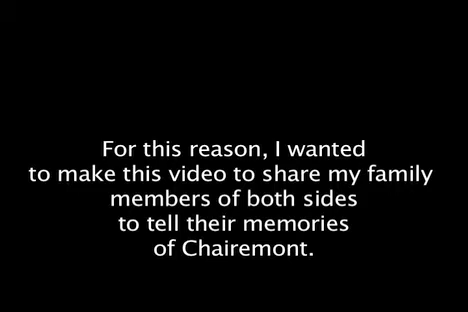 For this reason, I wanted
to make this video to share my family
members of both sides
to tell their memories
of Chairemont.